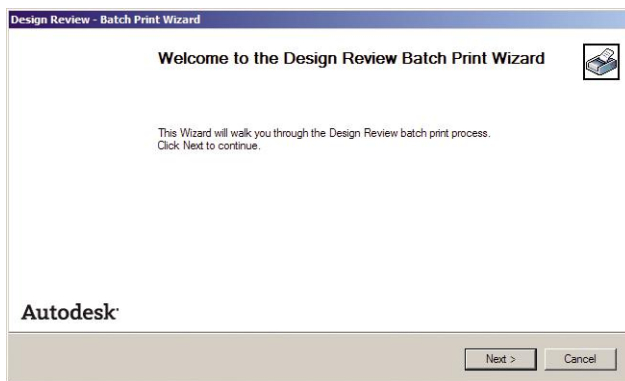 Design Review - Batch Print Wizard
Welcome to the Design Review Batch Print Wizard
This Wizard will walk you through the Design Review batch print process.
Click Next to continue.
Autodesk
Next >
Cancel